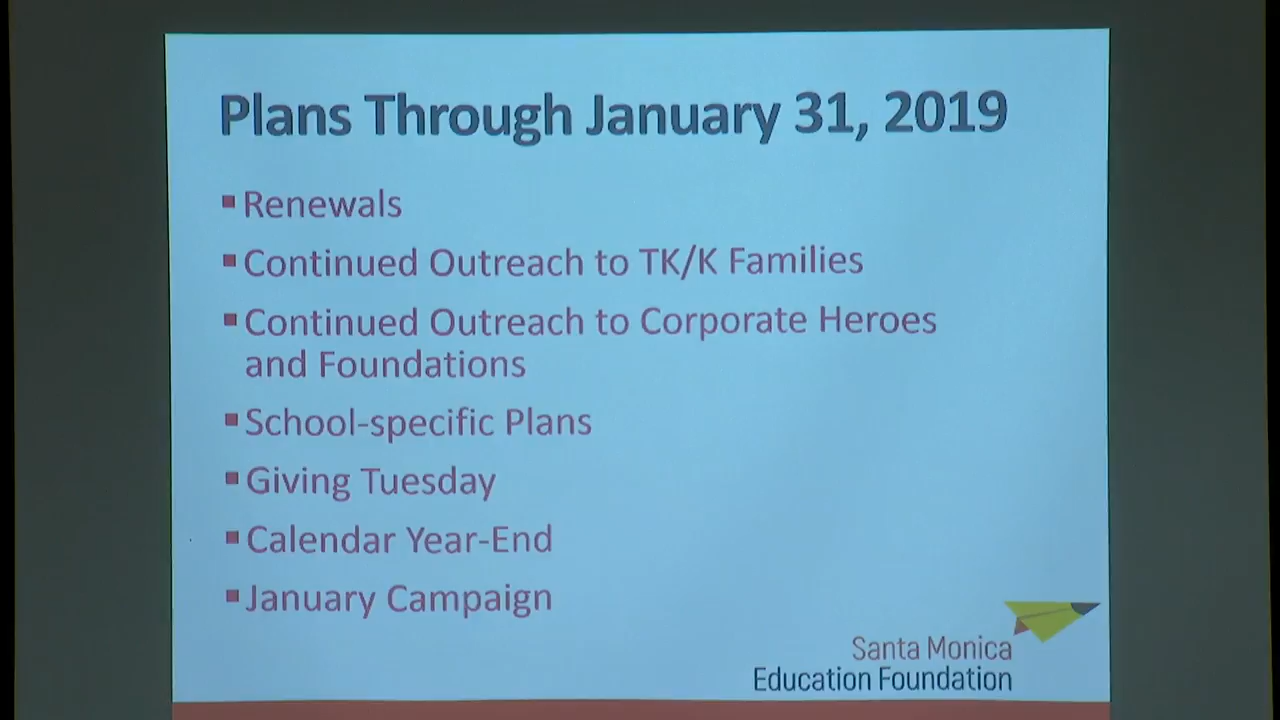 Plans Through January 31, 2019
▪Renewals
▪Continued Outreach to TK/K Families
▪Continued Outreach to Corporate Heroes
and Foundations
▪School-specific Plans
▪Giving Tuesday
▪Calendar Year-End
▪January Campaign
Santa Monica
Education Foundation